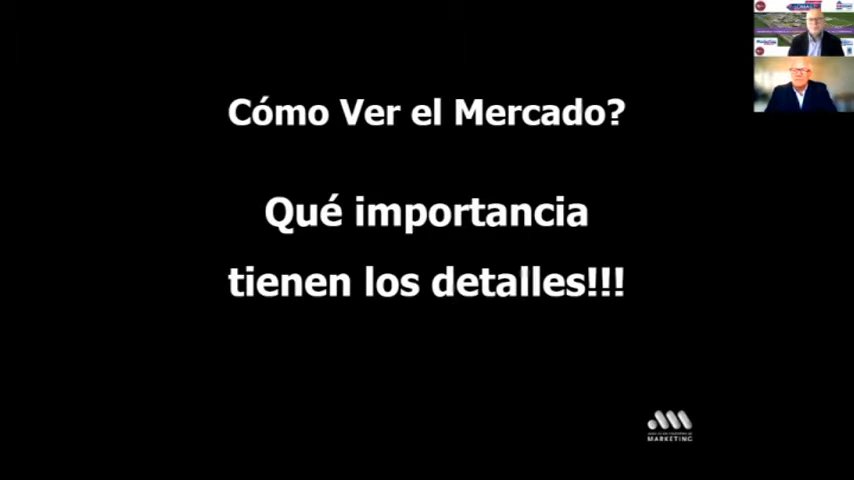 Cómo Ver el Mercado?
Qué importancia
tienen los detalles!!!
MARKETING